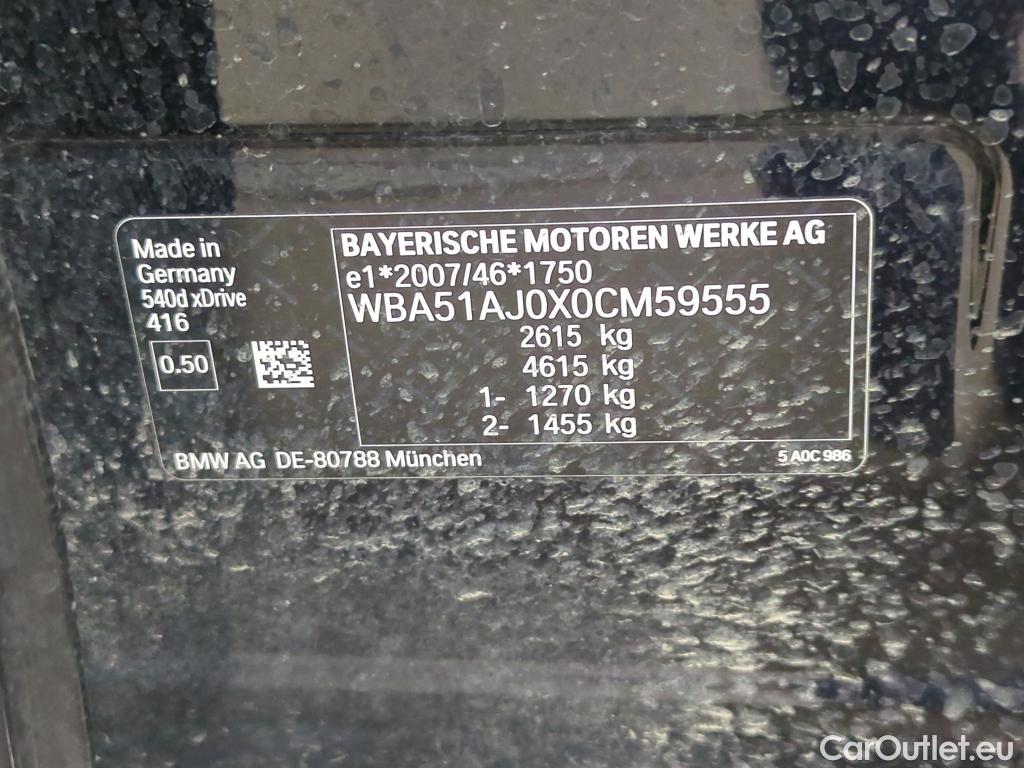 Made in
Germany
540d xDrive
416
0.50
BAYERISCHE MOTOREN WERKE AG
e1*2007/46*1750
WBA51AJ0X0CM59555
2615 kg
4615 kg
1- 1270 kg
2- 1455 kg
BMW AG DE-80788 München
5 A0C 986
CarOutlet.eu